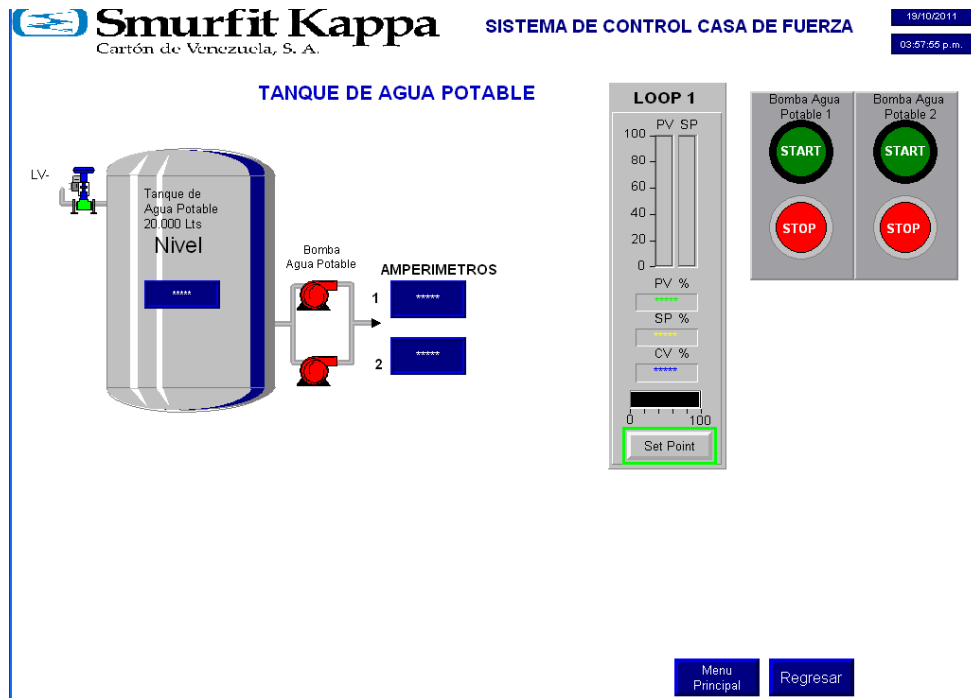 Smurfit Kappa
Cartón de Venezuela, S. A.
SISTEMA DE CONTROL CASA DE FUERZA
19/10/2011
03:57:55 p.m.
TANQUE DE AGUA POTABLE
LV-
Tanque de
Agua Potable
20.000 Lts
Nivel
*****
Bomba
Agua Potable
AMPERIMETROS
1
*****
2
*****
LOOP 1
PV SP
100
80
60
40
20
0
PV %
*****
SP %
*****
CV %
*****
0 100
Set Point
Bomba Agua
Potable 1
START
STOP
Bomba Agua
Potable 2
START
STOP
Menu
Principal
Regresar